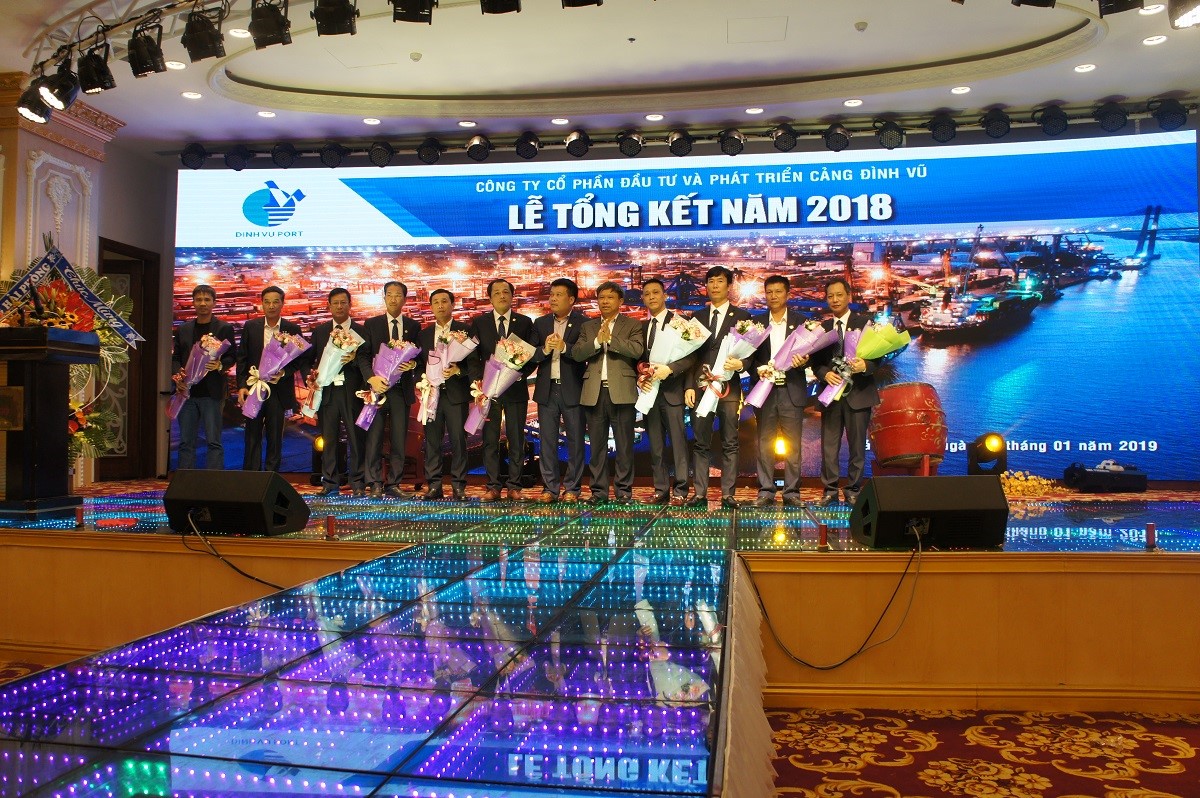 CÔNG TY CỔ PHẦN ĐẦU TƯ VÀ PHÁT TRIỂN CẢNG ĐÌNH VŨ
LỄ TỔNG KẾT NĂM 2018
DINH VU PORT
tháng 01 năm 2019